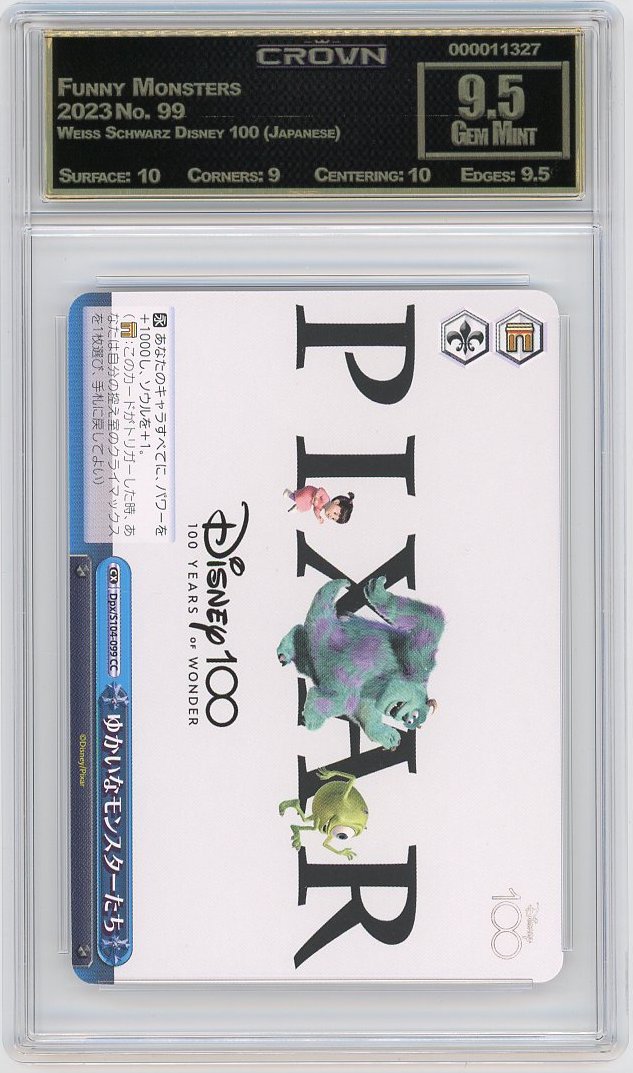 CROWN
000011327
FUNNY MONSTERS
2023 No. 99
WEISS SCHWARZ DISNEY 100 (JAPANESE)
9.5
GEM MINT
SURFACE: 10 CORNERS: 9 CENTERING: 10 EDGES: 9.5
PIXAR
Disney 100
100 YEARS OF WONDER
Disney
100
永 あなたのキャラすべてに、パワーを
+1000し、ソウルを+1。
(:このカードがトリガーした時、あ
なたは自分の控え室のクライマックス
を1枚選び、手札に戻してよい)
CX Dpx/S104-099 CC
ゆかいなモンスターたち
©Disney/Pixar